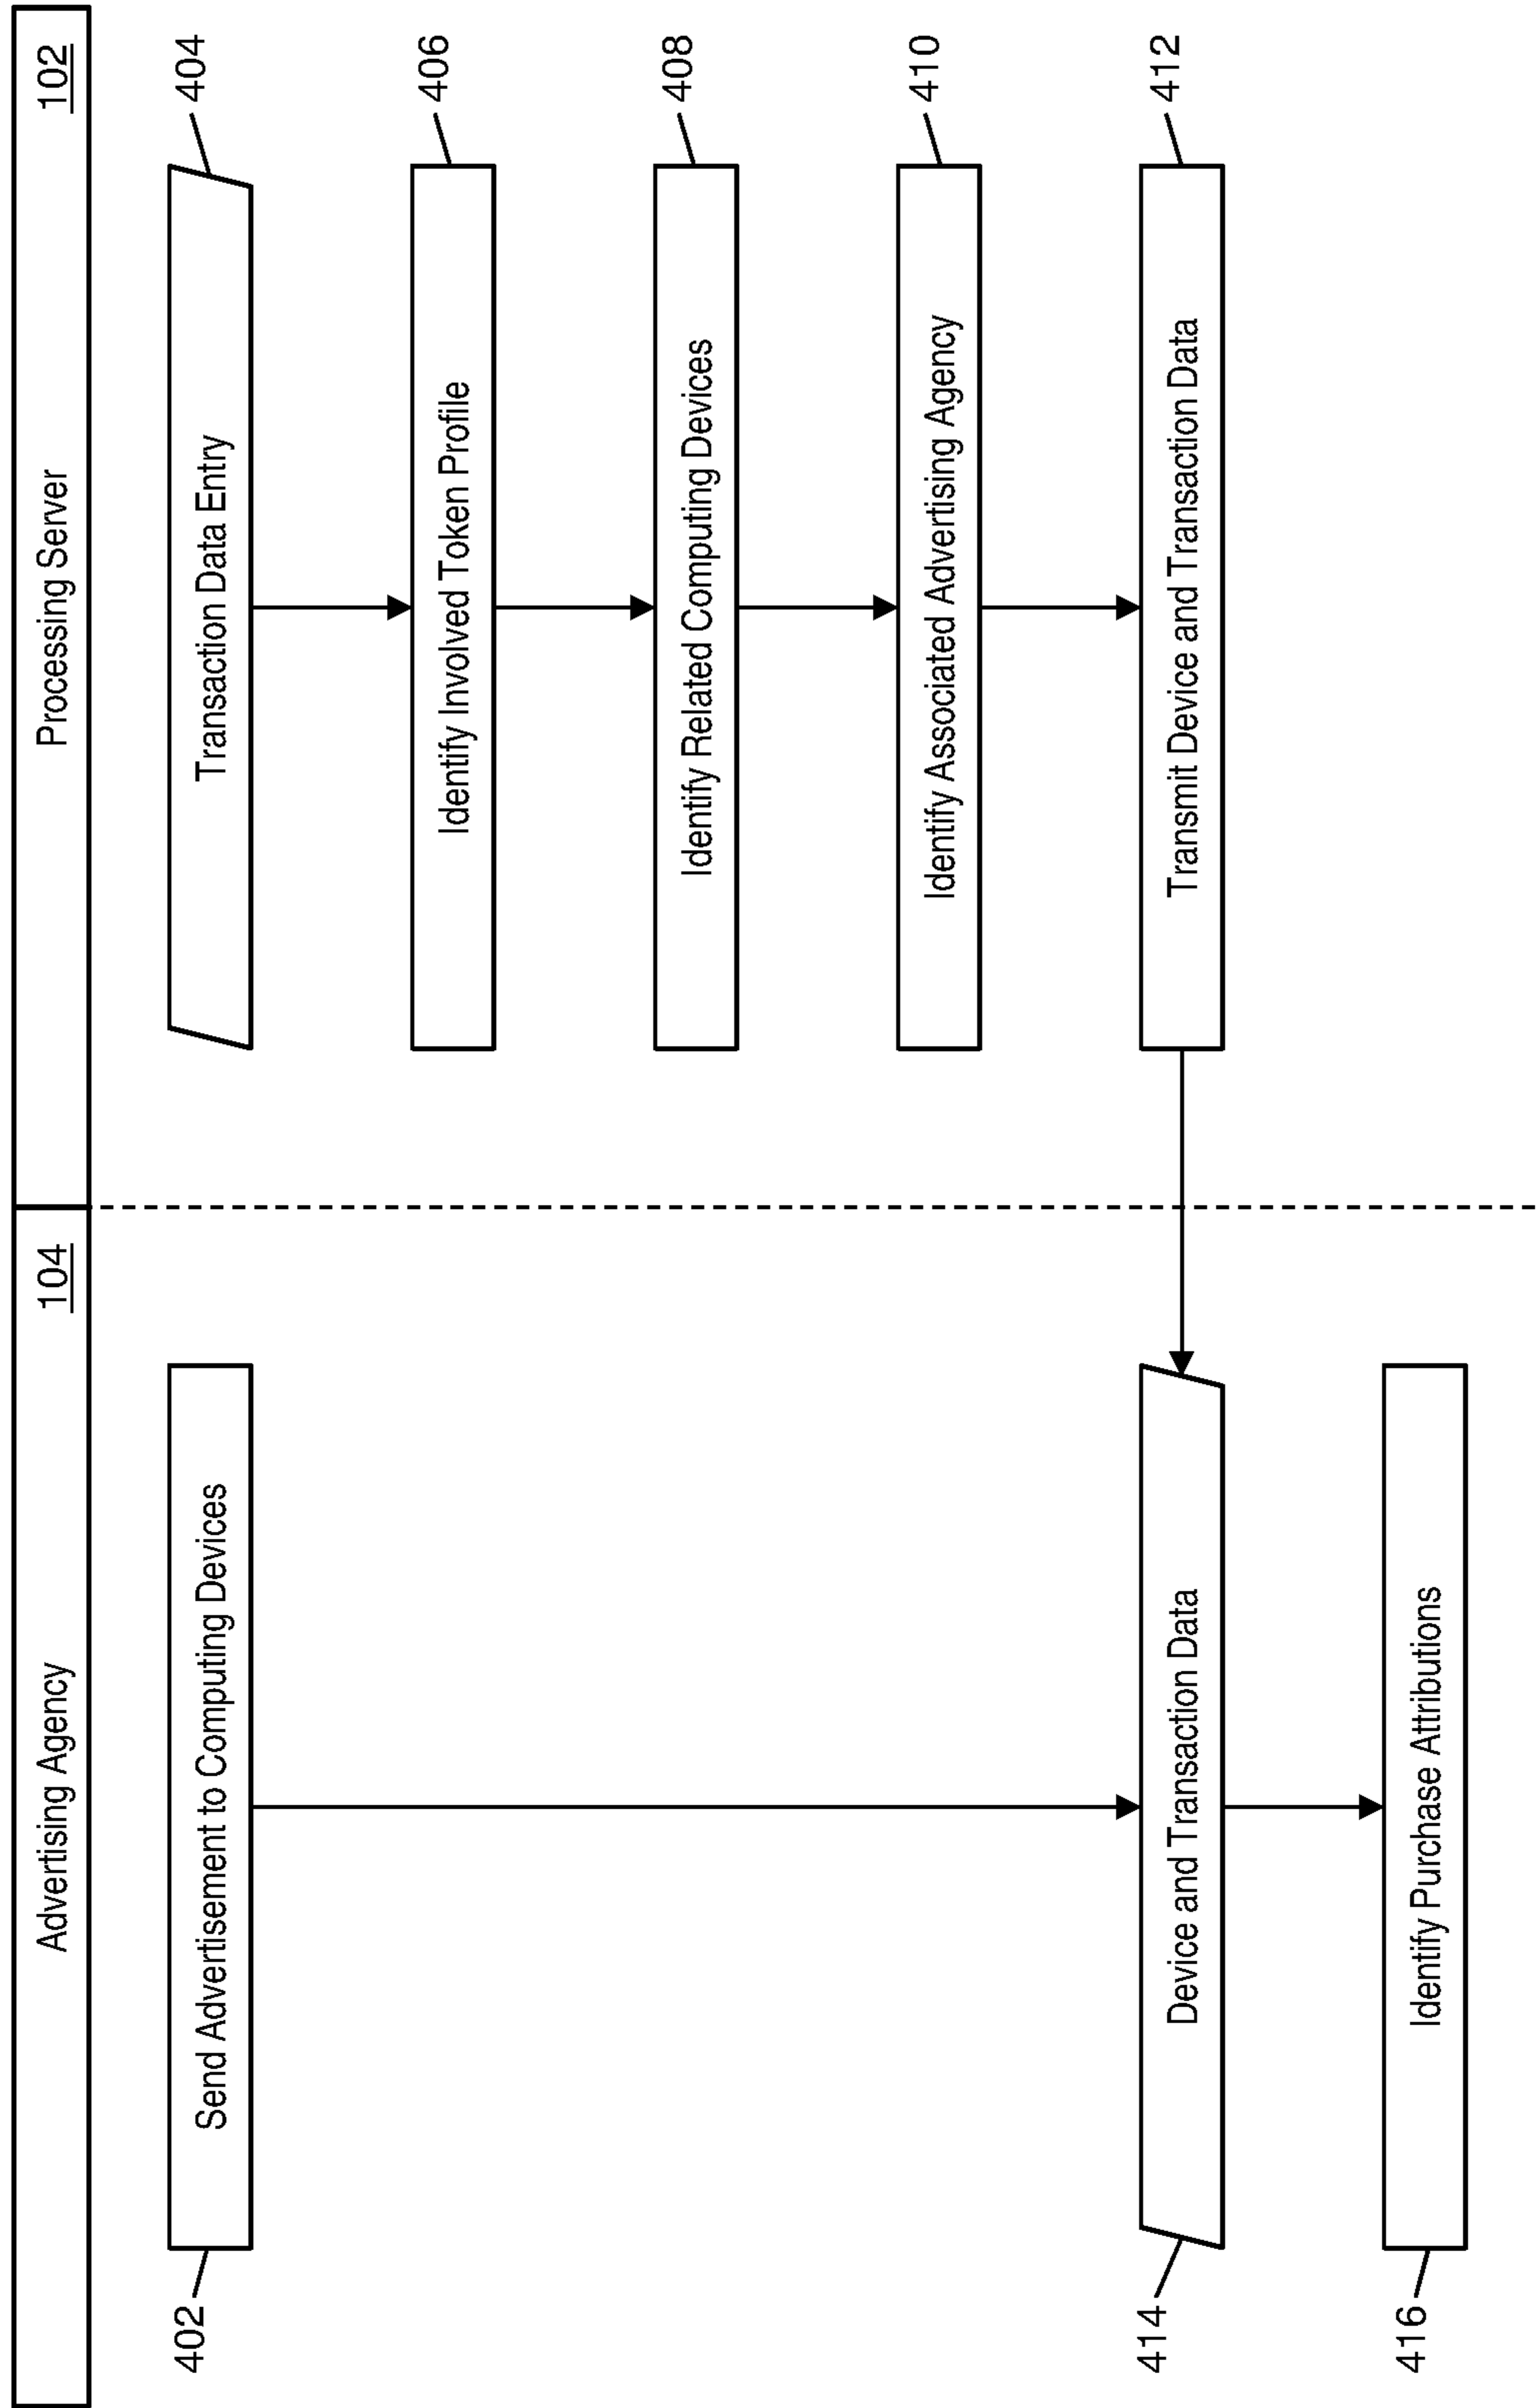 Advertising Agency
104
Processing Server
102
402
Send Advertisement to Computing Devices
Transaction Data Entry
404
Identify Involved Token Profile
406
Identify Related Computing Devices
408
Identify Associated Advertising Agency
410
414
Device and Transaction Data
Transmit Device and Transaction Data
412
416
Identify Purchase Attributions